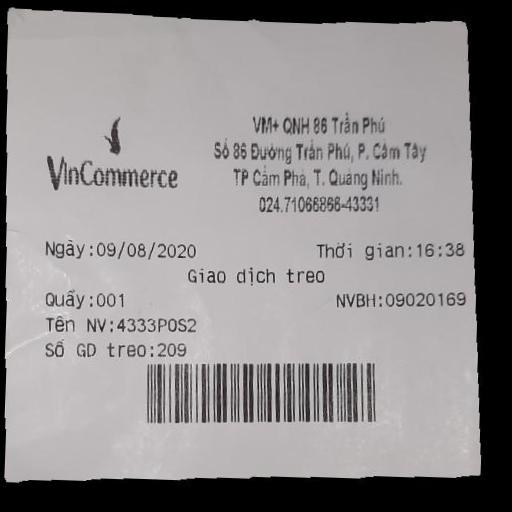 VinCommerce
VM+ QNH 86 Trần Phú
Số 86 Đường Trần Phú, P. Cẩm Tây
TP Cẩm Phả, T. Quảng Ninh.
024.71066866-43331
Ngày:09/08/2020 Thời gian:16:38
Giao dịch treo
Quầy:001 NVBH:09020169
Tên NV:4333POS2
Số GD treo:209